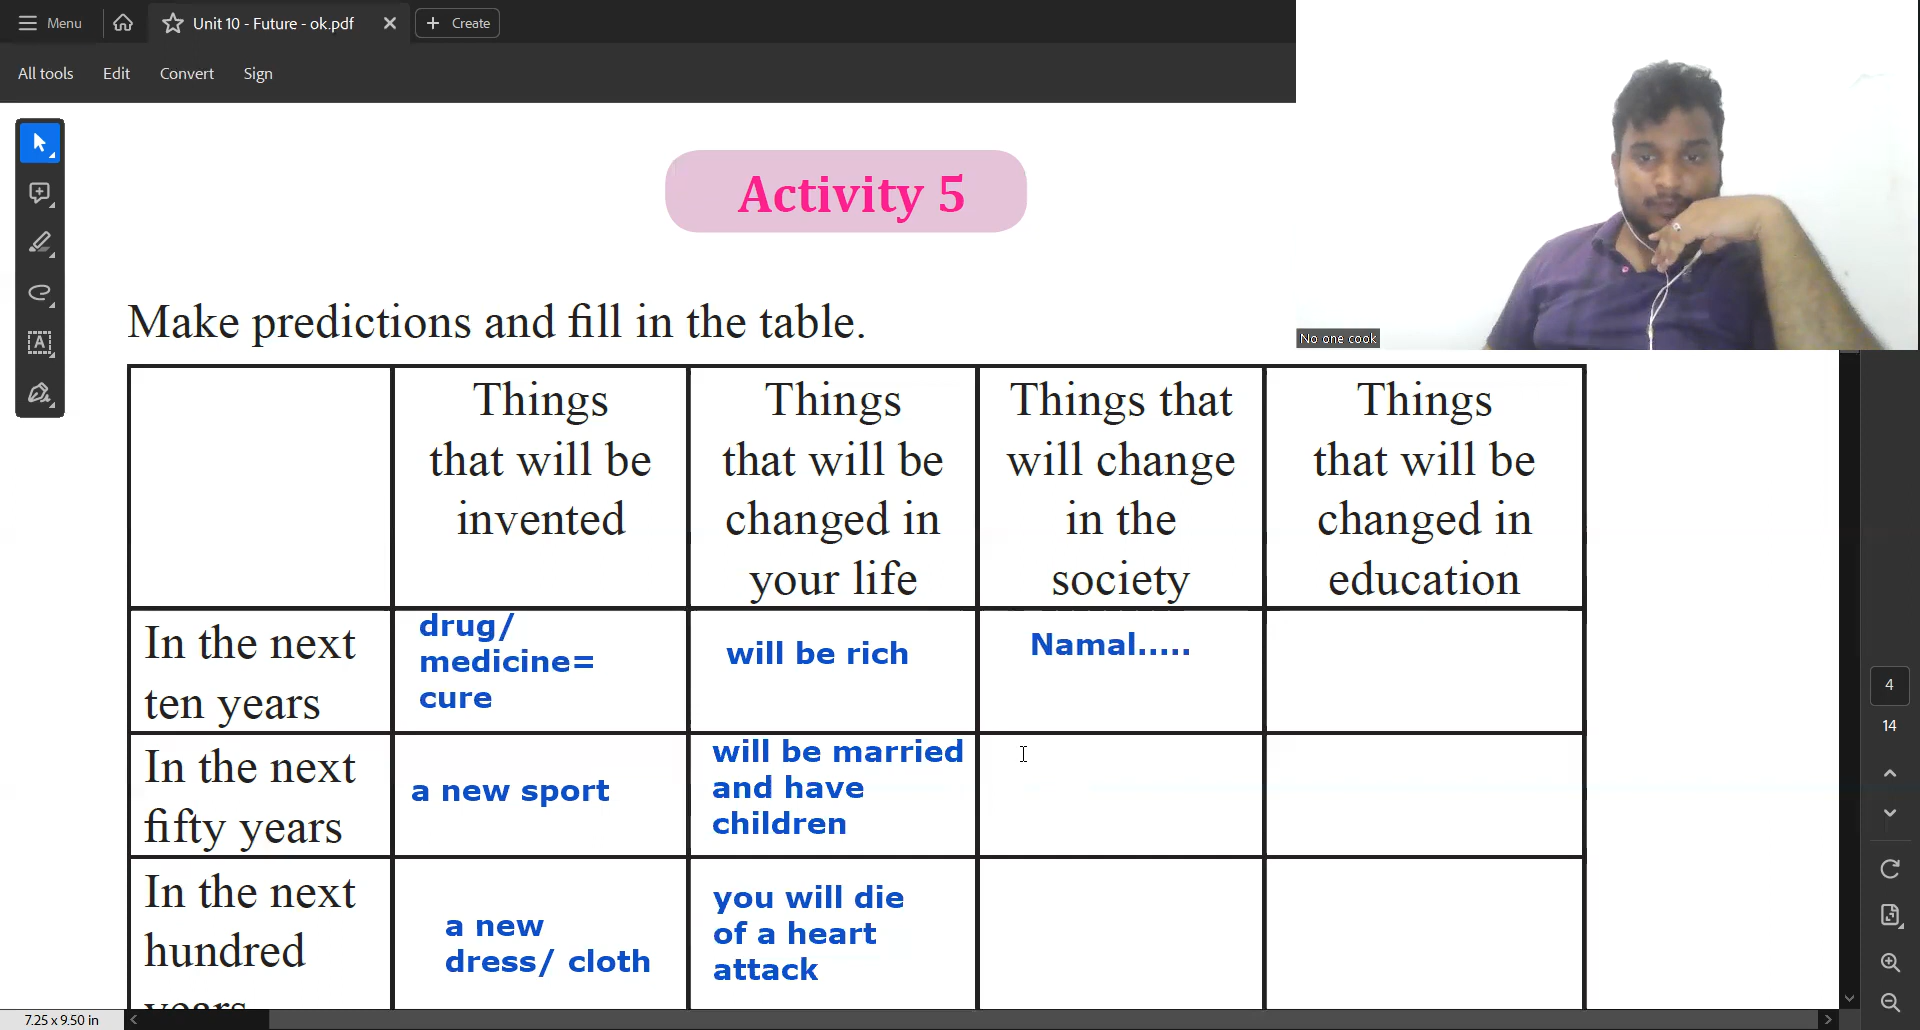 Menu
Unit 10 - Future - ok.pdf
Create
All tools
Edit
Convert
Sign
No one cook
Activity 5
Make predictions and fill in the table.
Things
that will be
invented
Things
that will be
changed in
your life
Things that
will change
in the
society
Things
that will be
changed in
education
In the next
ten years
drug/
medicine=
cure
will be rich
Namal.....
In the next
fifty years
a new sport
will be married
and have
children
In the next
hundred
years
a new
dress/ cloth
you will die
of a heart
attack
4
14
7.25 x 9.50 in